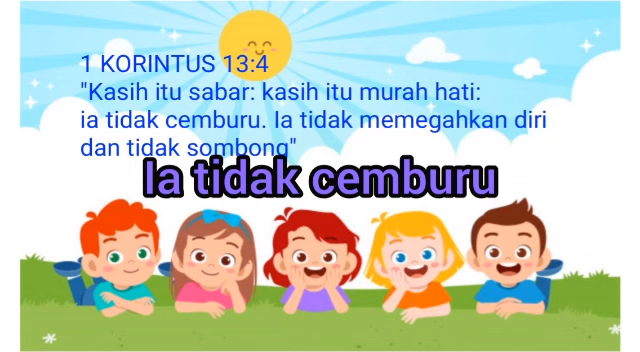 1 KORINTUS 13:4
"Kasih itu sabar: kasih itu murah hati:
ia tidak cemburu. Ia tidak memegahkan diri
dan tidak sombong"
Ia tidak cemburu